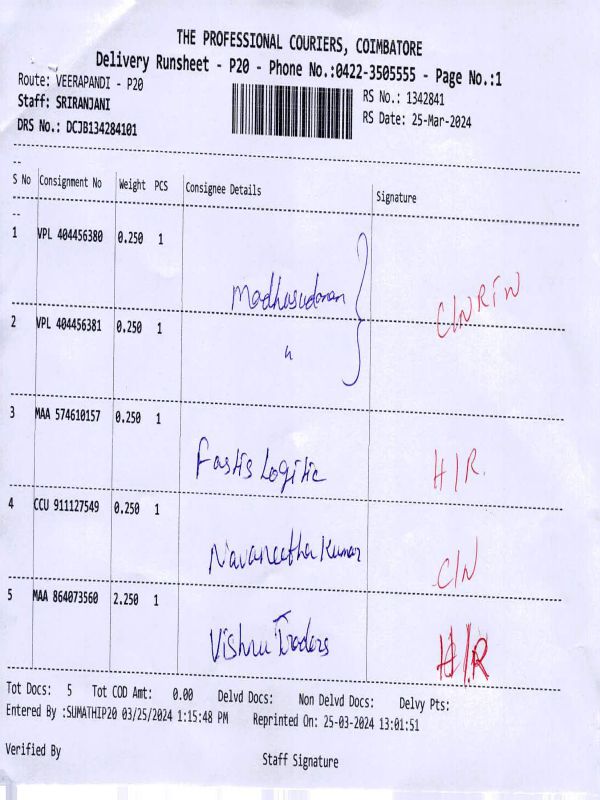 THE PROFESSIONAL COURIERS, COIMBATORE
Delivery Runsheet - P20 - Phone No.:0422-3505555 - Page No.:1
Route: VEERAPANDI - P20
RS No.: 1342841
Staff: SRIRANJANI
RS Date: 25-Mar-2024
DRS No.: DCJB134284101
S No Consignment No Weight PCS Consignee Details Signature
1 VPL 404456380 0.250 1
Madhusudanan
2 VPL 404456381 0.250 1
"
3 MAA 574610157 0.250 1
Fastis Logitic H/R.
4 CCU 911127549 0.250 1
Navaneetha Kumar C/N
5 MAA 864073560 2.250 1
Vishnu Traders H/R
Tot Docs: 5 Tot COD Amt: 0.00 Delvd Docs: Non Delvd Docs: Delvy Pts:
Entered By :SUMATHIP20 03/25/2024 1:15:48 PM Reprinted On: 25-03-2024 13:01:51
Verified By
Staff Signature